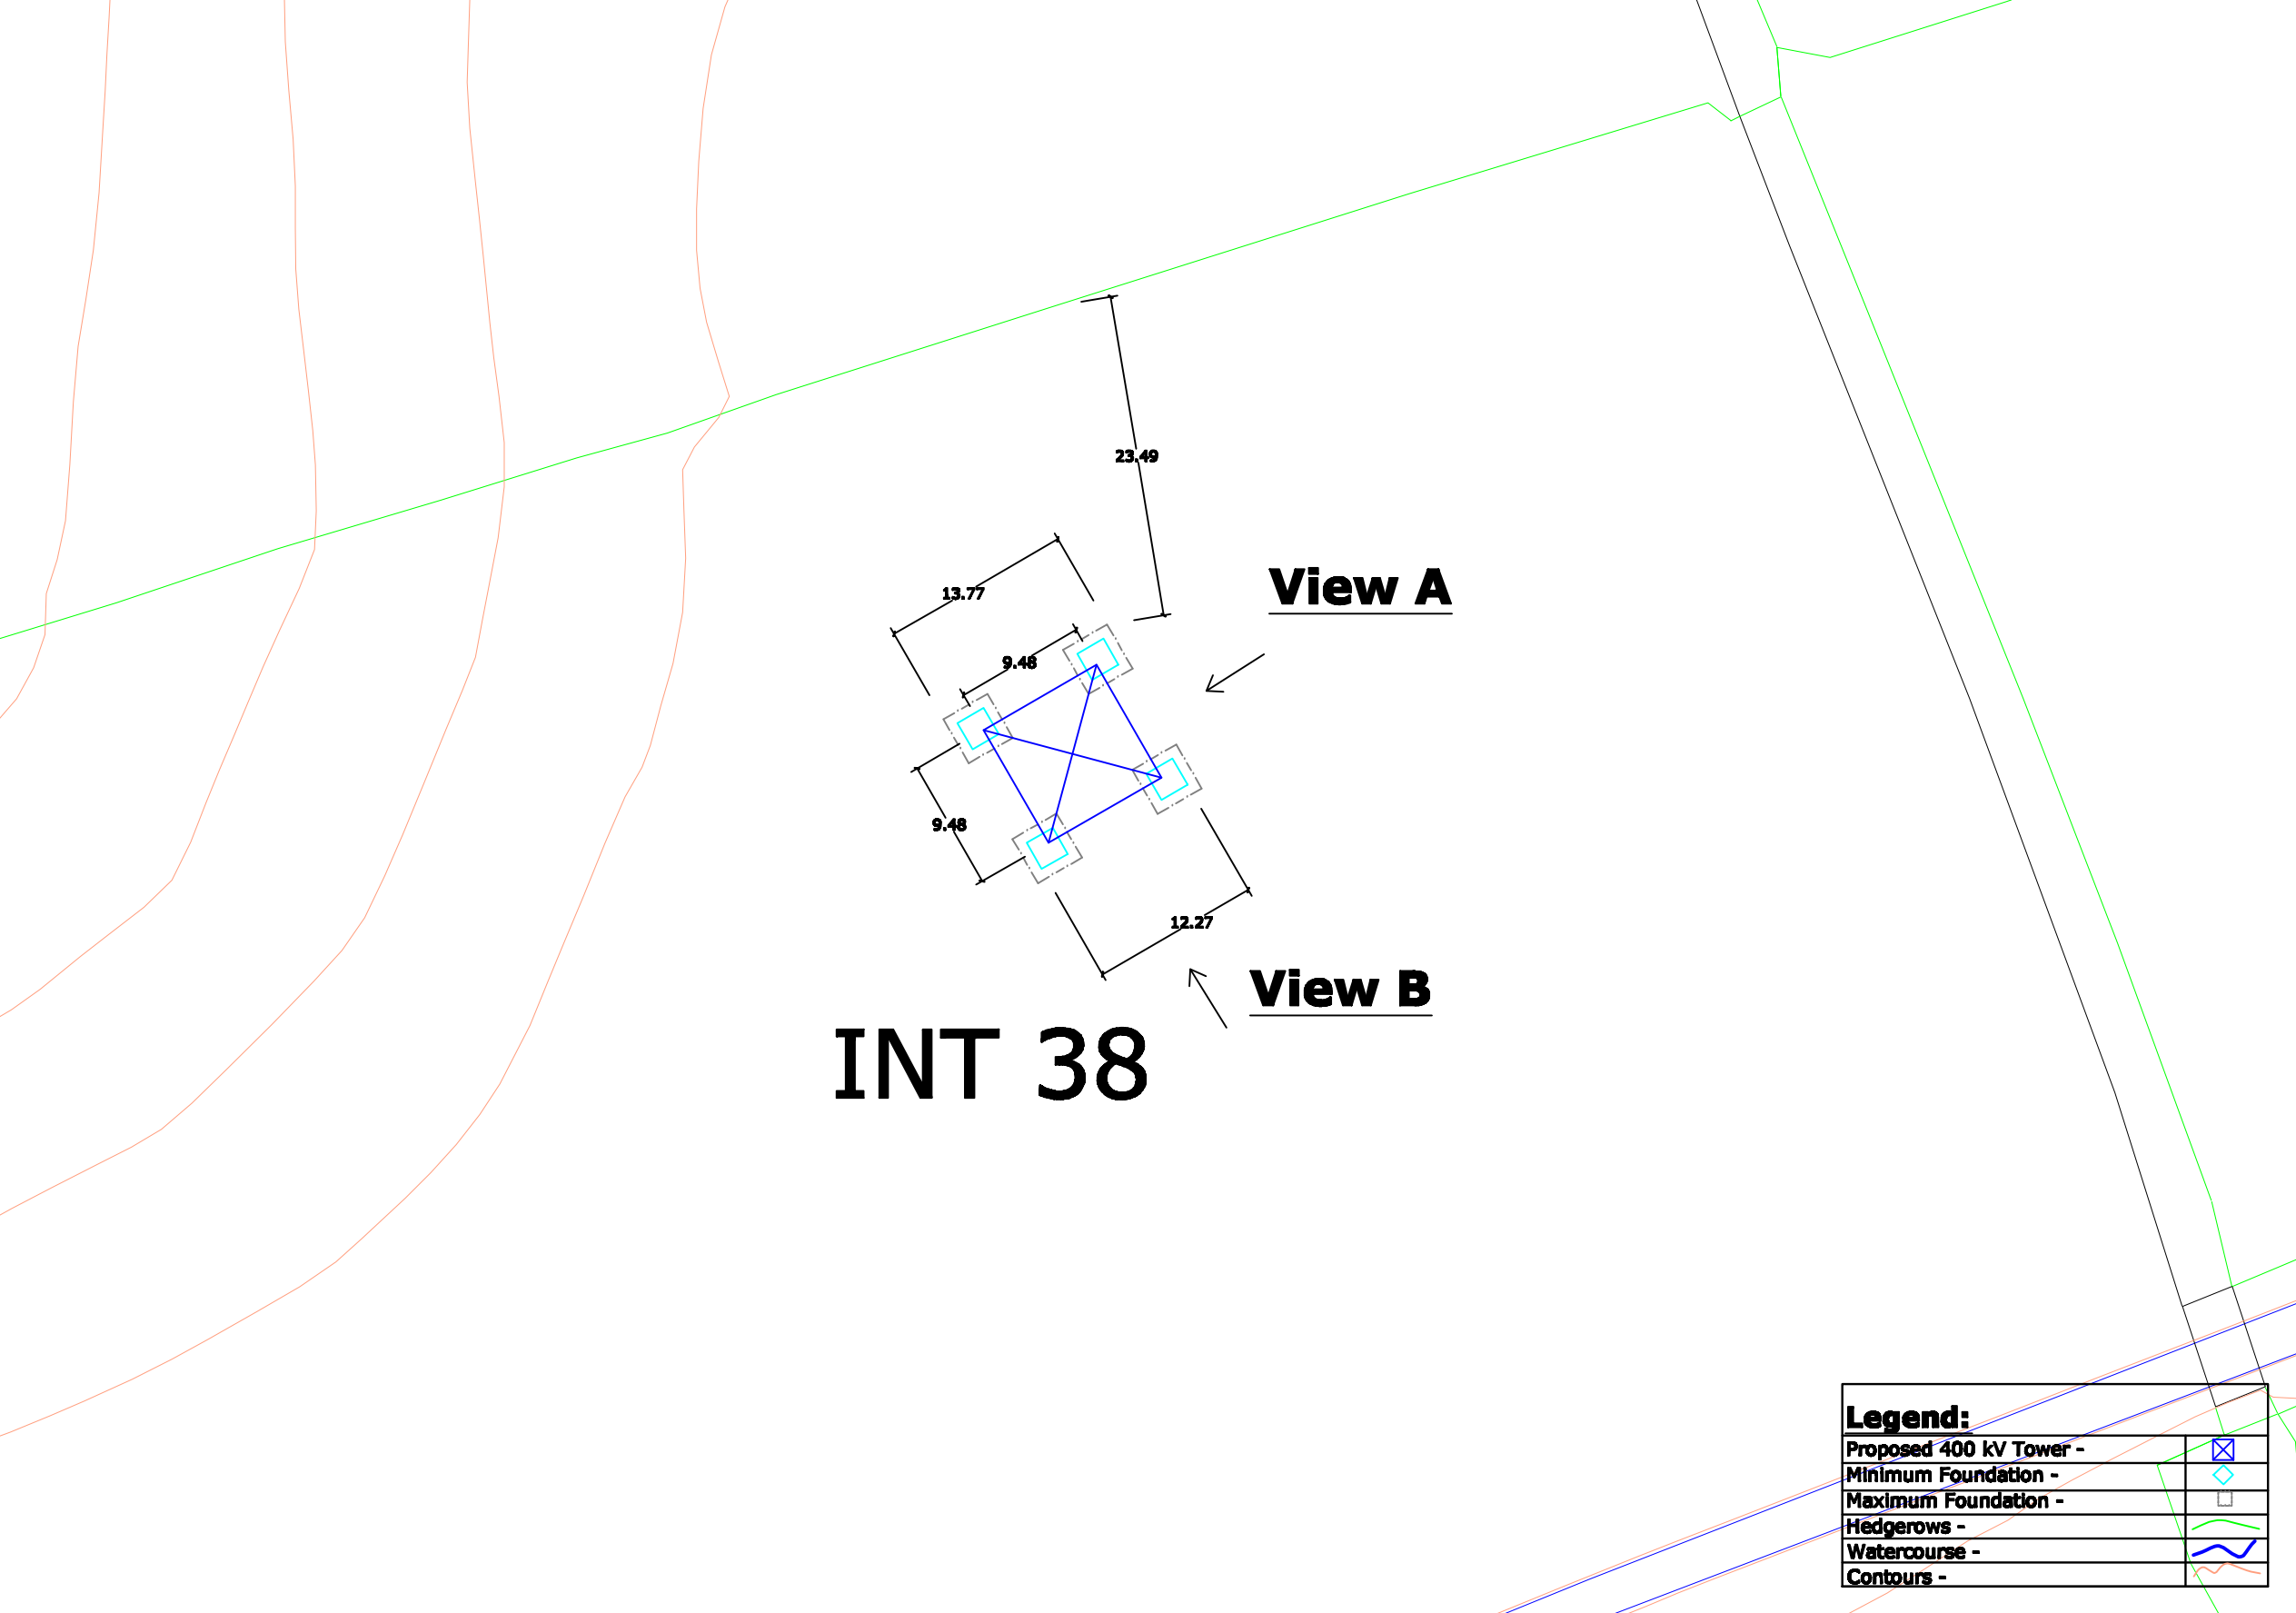 23.49
View A
13.77
9.48
9.48
12.27
View B
INT 38
Legend:
Proposed 400 kV Tower -
Minimum Foundation -
Maximum Foundation -
Hedgerows -
Watercourse -
Contours -